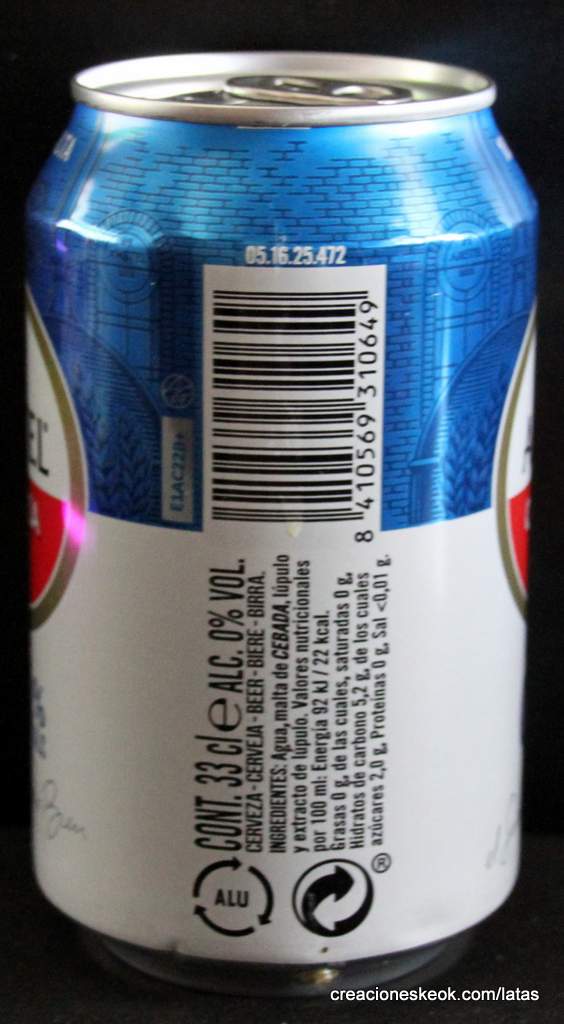 05.16.25.472
8 410569 310649
E1AC22J+
CONT. 33 cl e ALC. 0% VOL.
CERVEZA - CERVEJA - BEER - BIERE - BIRRA.
INGREDIENTES: Agua, malta de CEBADA, lúpulo
y extracto de lúpulo. Valores nutricionales
por 100 ml: Energía 92 kJ / 22 kcal.
Grasas 0 g, de las cuales, saturadas 0 g,
Hidratos de carbono 5,2 g, de los cuales
azúcares 2,0 g, Proteínas 0 g, Sal <0,01 g.
ALU
®
EL
creacioneskeok.com/latas